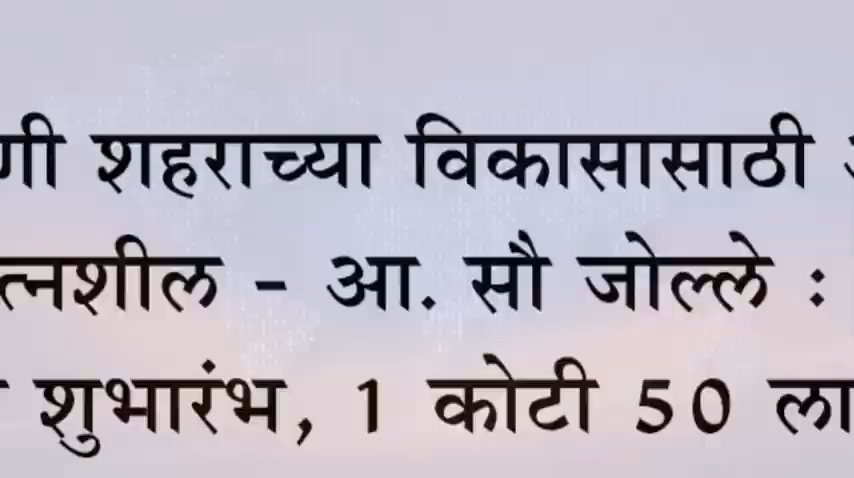 णी शहराच्या विकासासाठी
त्नशील - आ. सौ जोल्ले :
शुभारंभ, 1 कोटी 50 ला